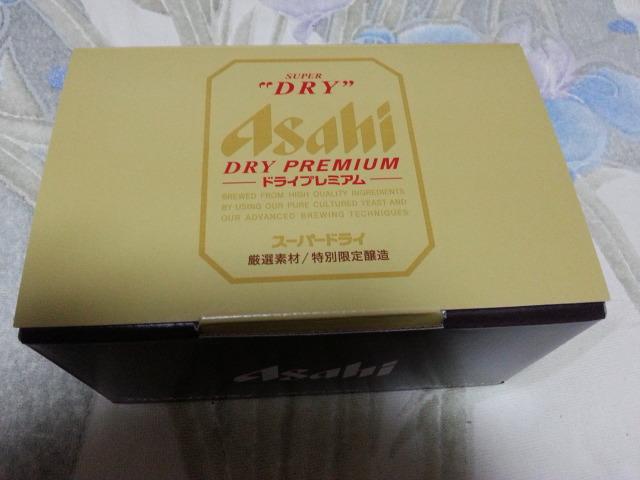 SUPER
"DRY"
Asahi
DRY PREMIUM
ドライプレミアム
BREWED FROM HIGH QUALITY INGREDIENTS
BY USING OUR PURE CULTURED YEAST AND
OUR ADVANCED BREWING TECHNIQUES
スーパードライ
厳選素材/特別限定醸造
Asahi